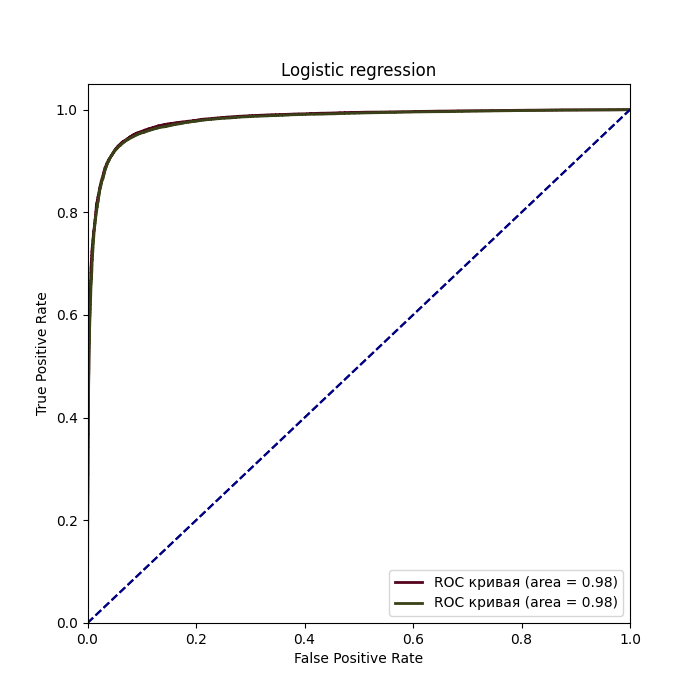 Logistic regression
True Positive Rate
1.0
0.8
0.6
0.4
0.2
0.0
ROC кривая (area = 0.98)
ROC кривая (area = 0.98)
0.0 0.2 0.4 0.6 0.8 1.0
False Positive Rate